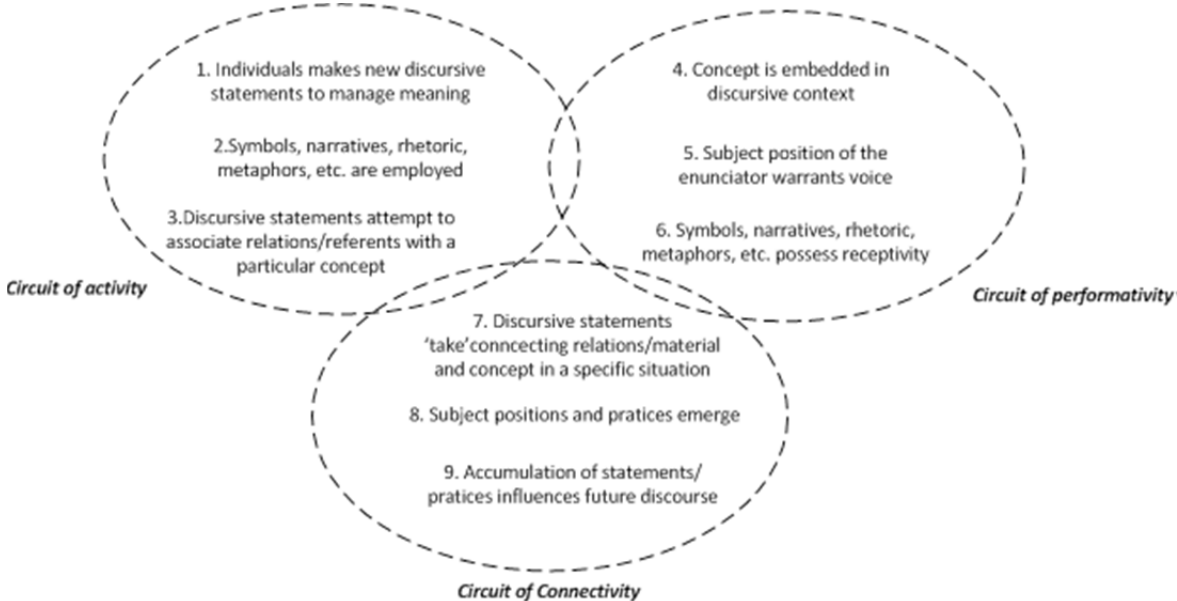 1. Individuals makes new discursive
statements to manage meaning
2.Symbols, narratives, rhetoric,
metaphors, etc. are employed
3.Discursive statements attempt to
associate relations/referents with a
particular concept
Circuit of activity
4. Concept is embedded in
discursive context
5. Subject position of the
enunciator warrants voice
6. Symbols, narratives, rhetoric,
metaphors, etc. possess receptivity
Circuit of performativity
7. Discursive statements
‘take’conncecting relations/material
and concept in a specific situation
8. Subject positions and pratices emerge
9. Accumulation of statements/
pratices influences future discourse
Circuit of Connectivity